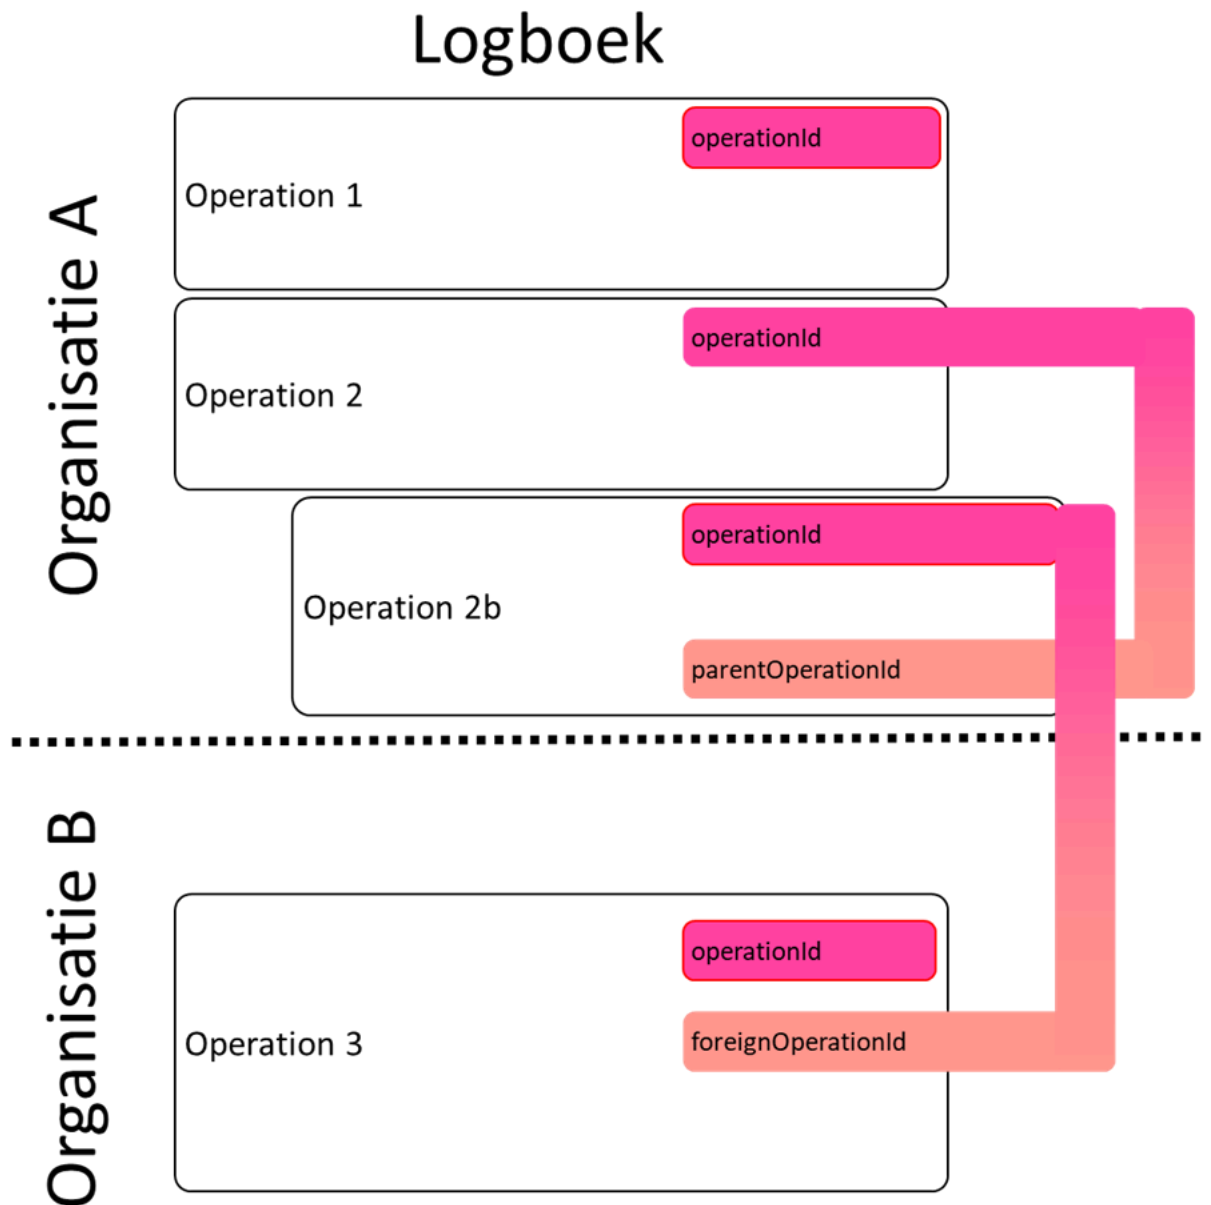 Logboek
Organisatie A
operationId
Operation 1
operationId
Operation 2
operationId
Operation 2b
parentOperationId
Organisatie B
operationId
Operation 3
foreignOperationId